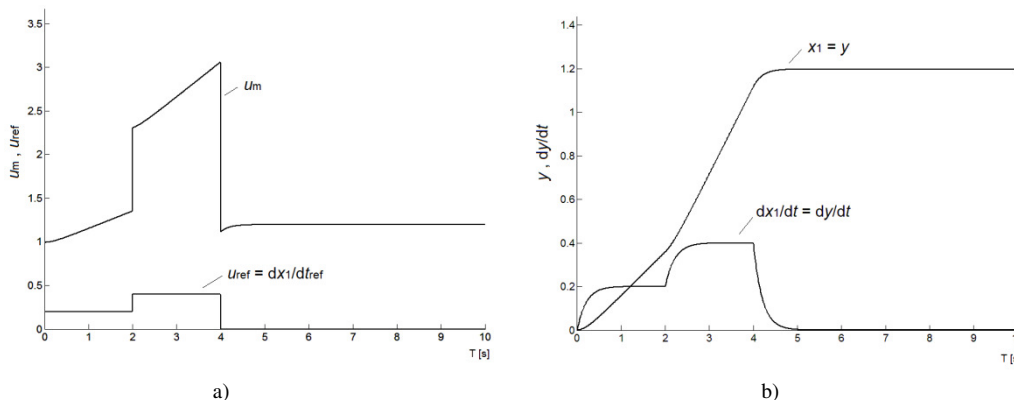 3.5
3
2.5
2
1.5
1
0.5
0
um , uref
um
uref = dx1/dtref
0 1 2 3 4 5 6 7 8 9 10
T [s]
a)
1.4
1.2
1
0.8
0.6
0.4
0.2
0
y , dy/dt
x1 = y
dx1/dt = dy/dt
0 1 2 3 4 5 6 7 8 9 1
T [s
b)